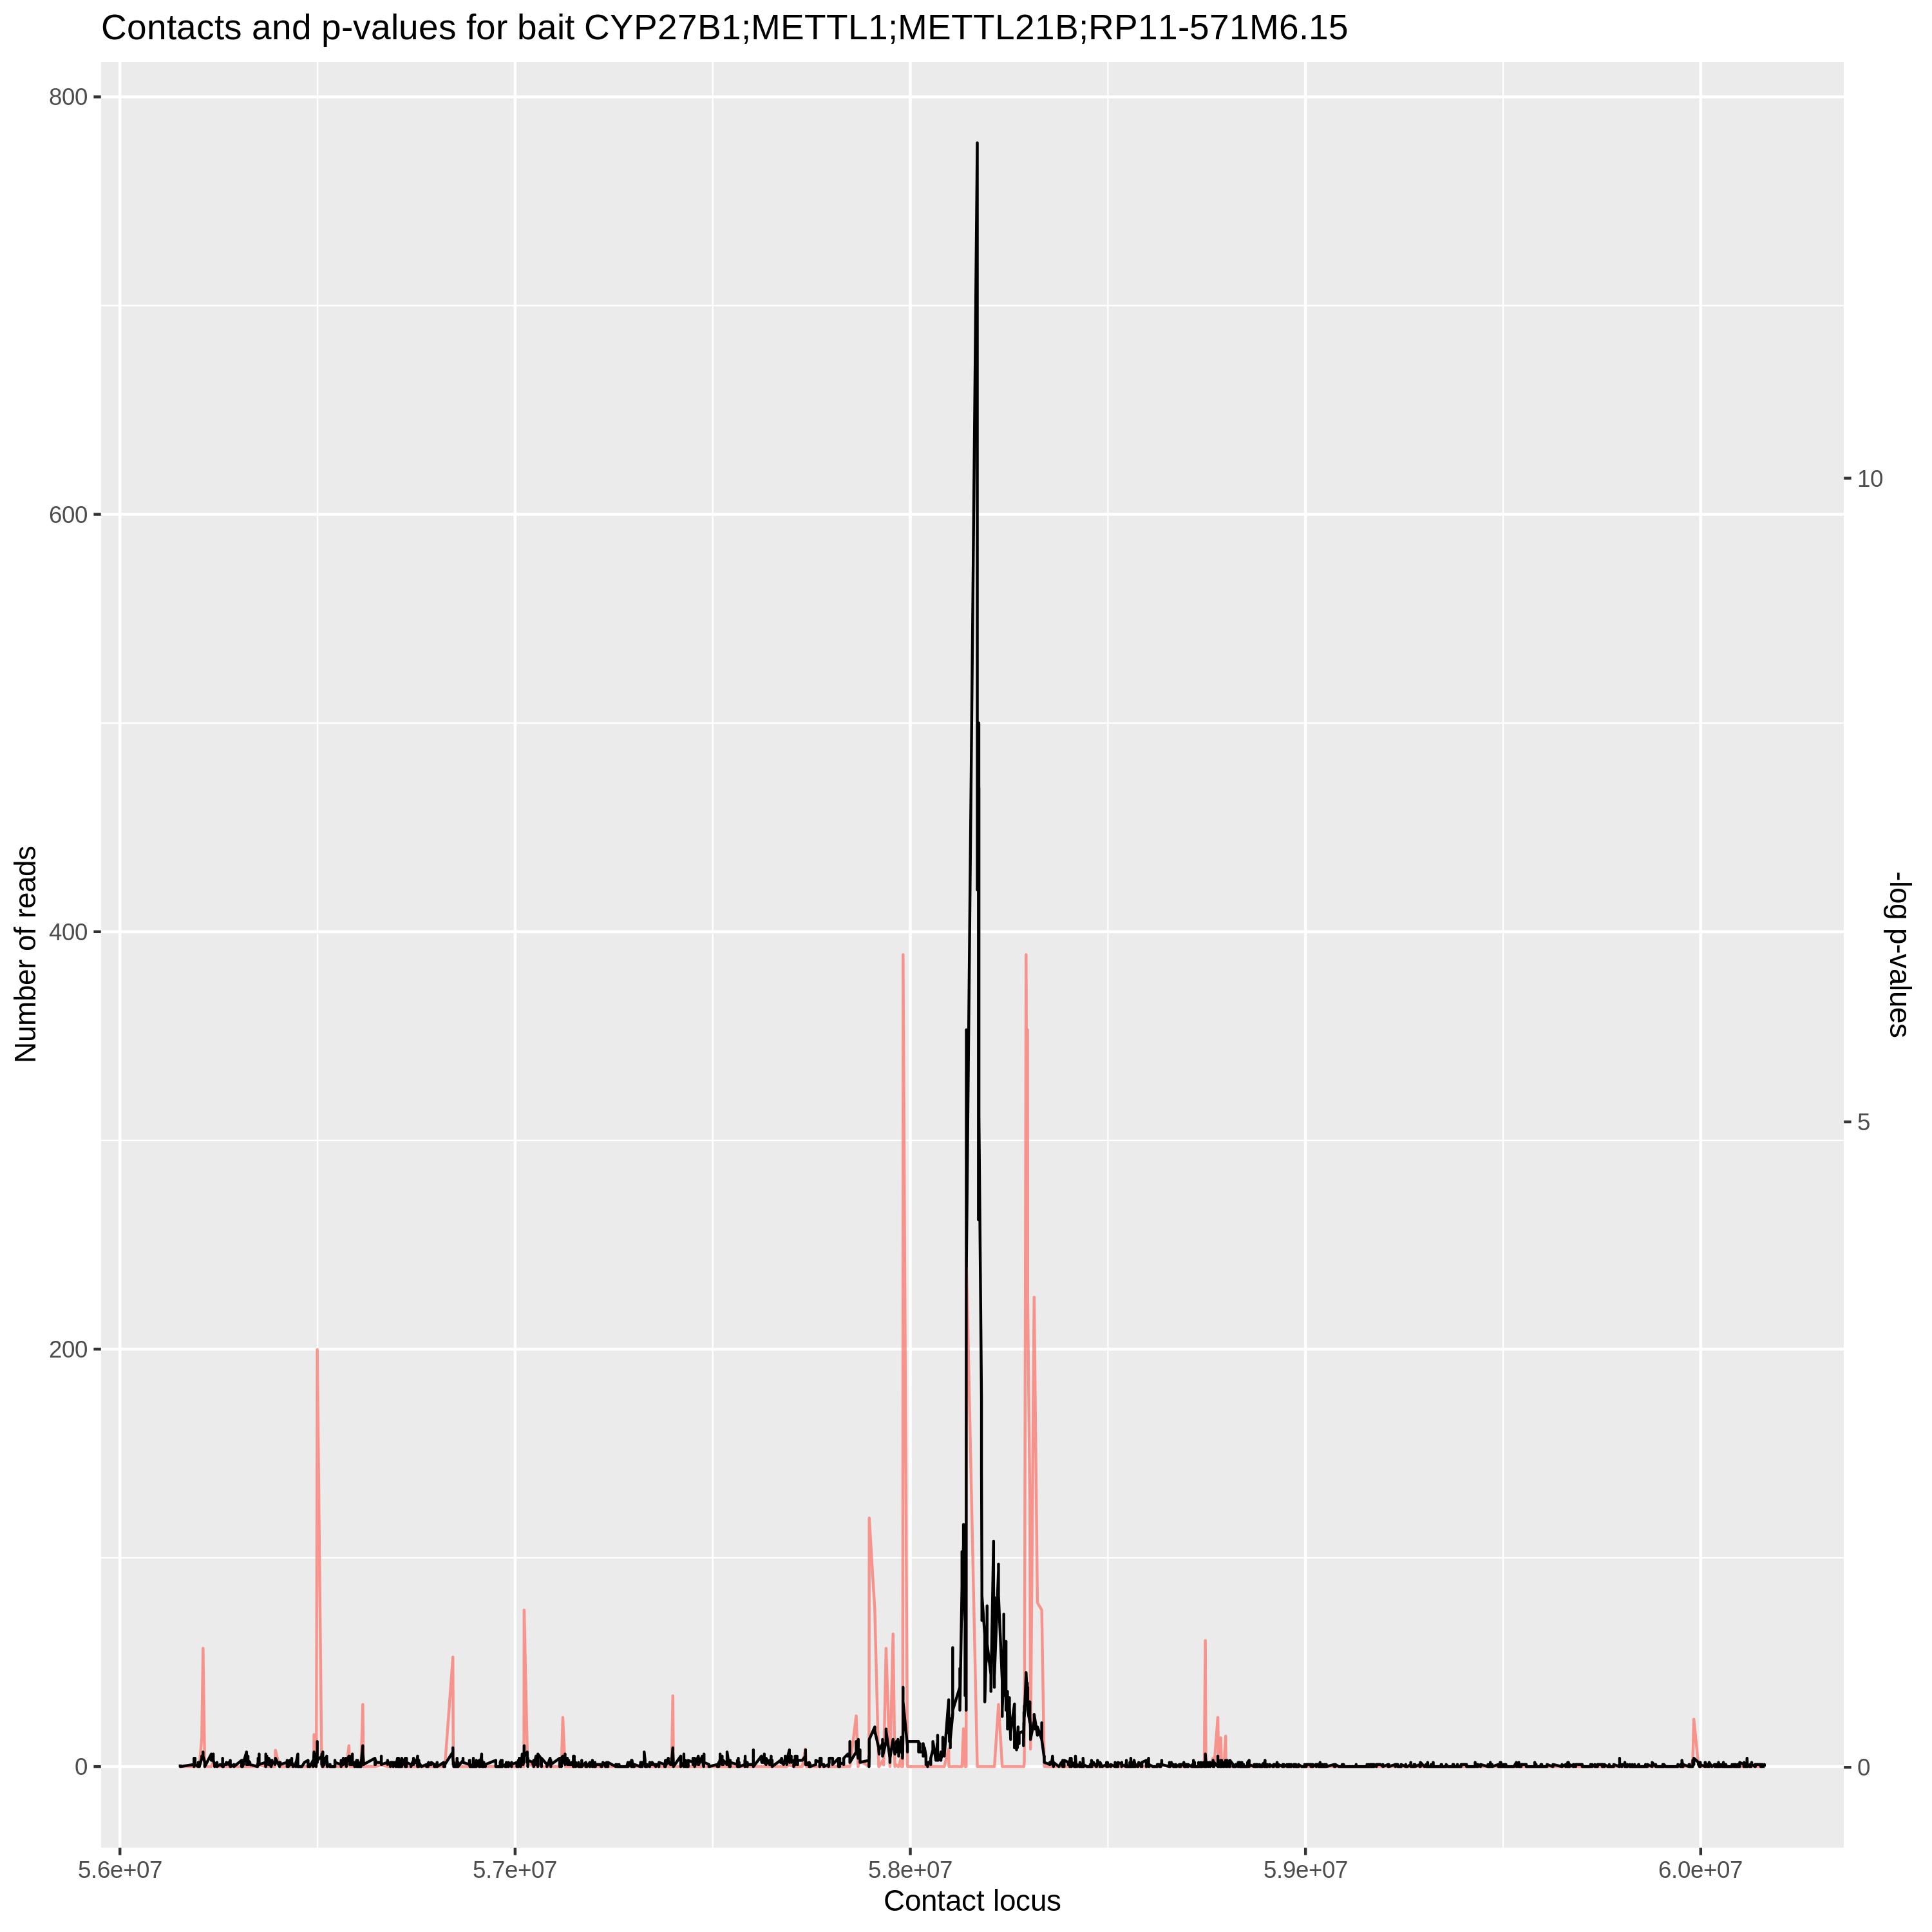 Contacts and p-values for bait CYP27B1;METTL1;METTL21B;RP11-571M6.15
800
600
400
200
0
Number of reads
10
5
0
-log p-values
5.6e+07
5.7e+07
5.8e+07
5.9e+07
6.0e+07
Contact locus